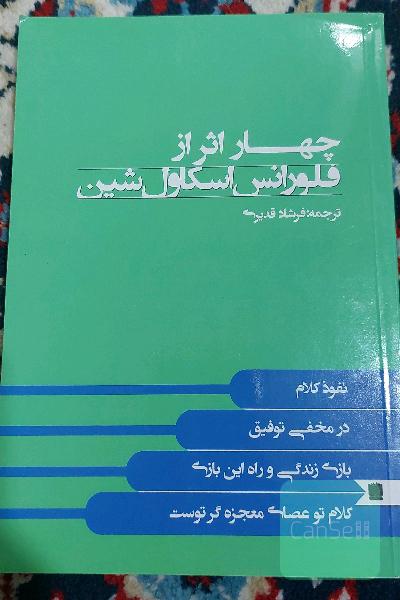 چهار اثر از
فلورانس اسکاول شین
ترجمه: فرشاد قدیری
نفوذ کلام
در مخفی توفیق
بازی زندگی و راه این بازی
کلام تو عصای معجزه گر توست
CanSell